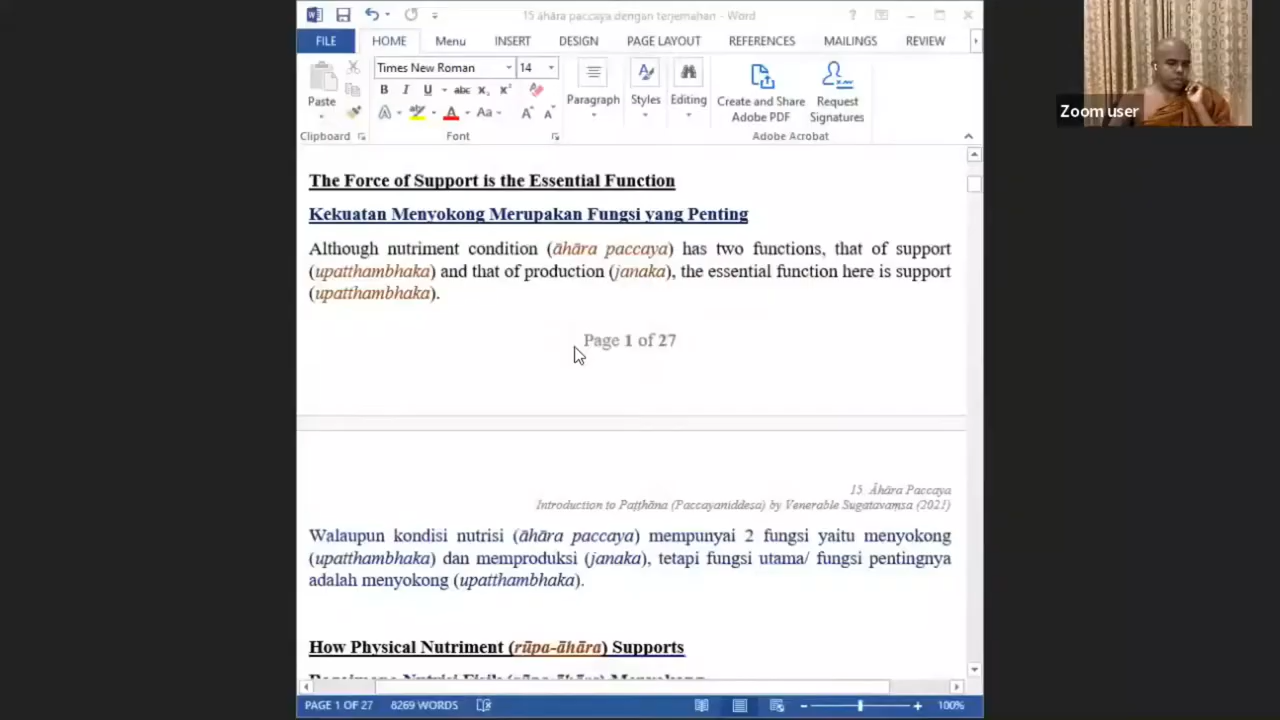 15 āhāra paccaya dengan terjemahan - Word
FILE HOME Menu INSERT DESIGN PAGE LAYOUT REFERENCES MAILINGS REVIEW
Times New Roman 14
Paste
Paragraph Styles Editing Create and Share Adobe PDF Request Signatures
Clipboard Font Adobe Acrobat
Zoom user
The Force of Support is the Essential Function
Kekuatan Menyokong Merupakan Fungsi yang Penting
Although nutriment condition (āhāra paccaya) has two functions, that of support
(upatthambhaka) and that of production (janaka), the essential function here is support
(upatthambhaka).
Page 1 of 27
15. Āhāra Paccaya
Introduction to Paṭṭhāna (Paccayaniddesa) by Venerable Sugatavaṃsa (2021)
Walaupun kondisi nutrisi (āhāra paccaya) mempunyai 2 fungsi yaitu menyokong
(upatthambhaka) dan memproduksi (janaka), tetapi fungsi utama/ fungsi pentingnya
adalah menyokong (upatthambhaka).
How Physical Nutriment (rūpa-āhāra) Supports
PAGE 1 OF 27 8269 WORDS 100%